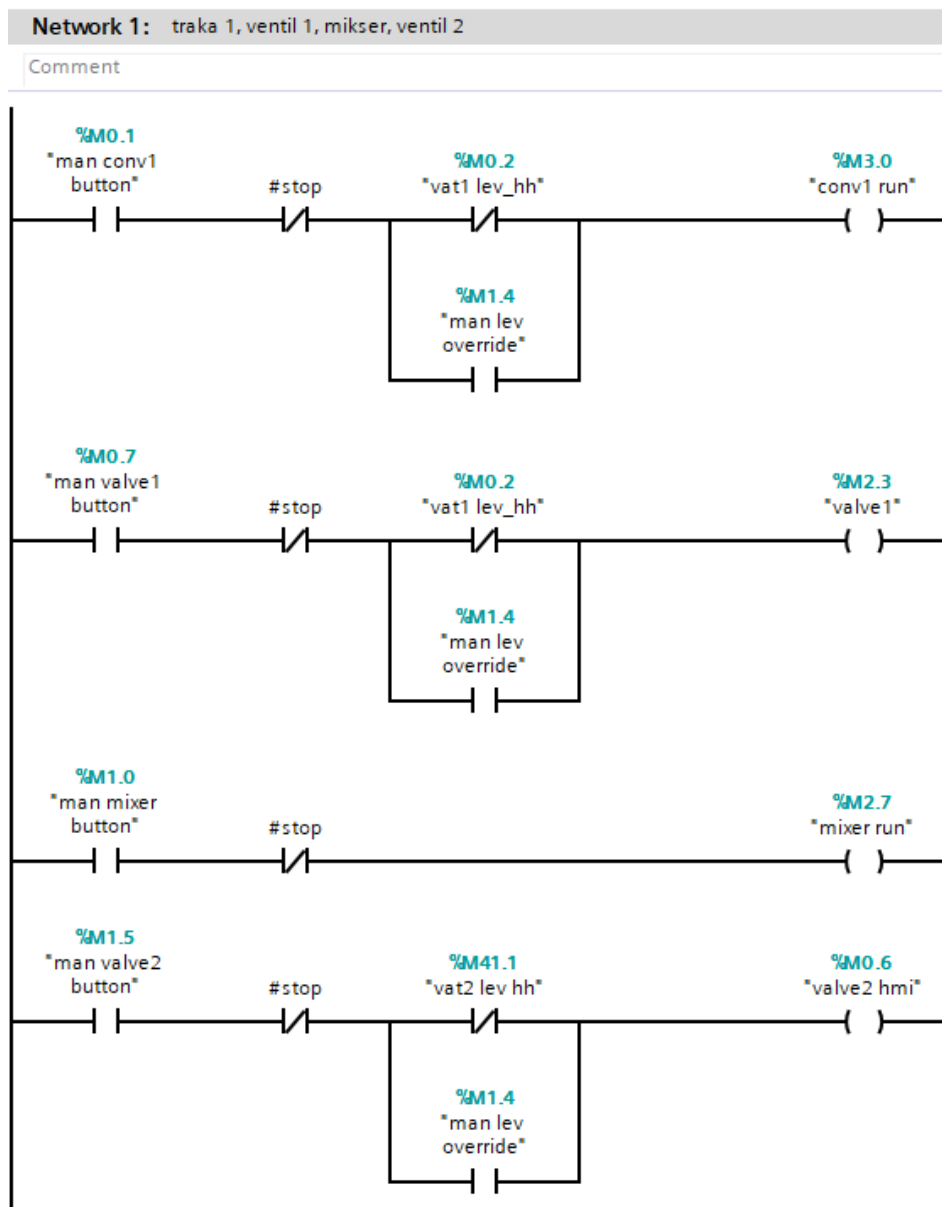 Network 1: traka 1, ventil 1, mikser, ventil 2
Comment
%M0.1
"man conv1
button"
#stop
%M0.2
"vat1 lev_hh"
%M3.0
"conv1 run"
%M1.4
"man lev
override"
%M0.7
"man valve1
button"
#stop
%M0.2
"vat1 lev_hh"
%M2.3
"valve1"
%M1.4
"man lev
override"
%M1.0
"man mixer
button"
#stop
%M2.7
"mixer run"
%M1.5
"man valve2
button"
#stop
%M41.1
"vat2 lev hh"
%M0.6
"valve2 hmi"
%M1.4
"man lev
override"